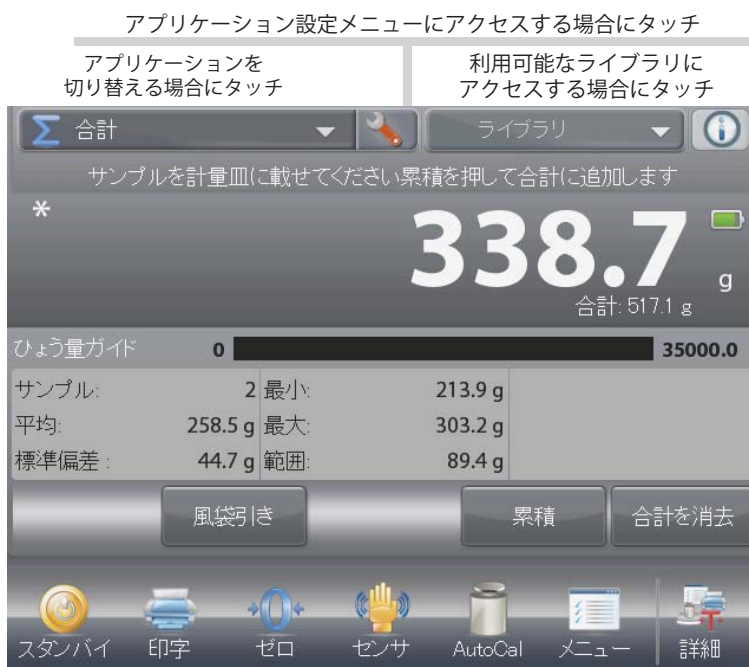 アプリケーション設定メニューにアクセスする場合にタッチ
アプリケーションを
切り替える場合にタッチ
利用可能なライブラリに
アクセスする場合にタッチ
合計
ライブラリ
サンプルを計量皿に載せてください累積を押して合計に追加します
* 338.7 g
合計: 517.1 g
ひょう量ガイド 0 35000.0
サンプル: 2 最小: 213.9 g
平均: 258.5 g 最大: 303.2 g
標準偏差 : 44.7 g 範囲: 89.4 g
風袋引き 累積 合計を消去
0
スタンバイ 印字 ゼロ センサ AutoCal メニュー 詳細